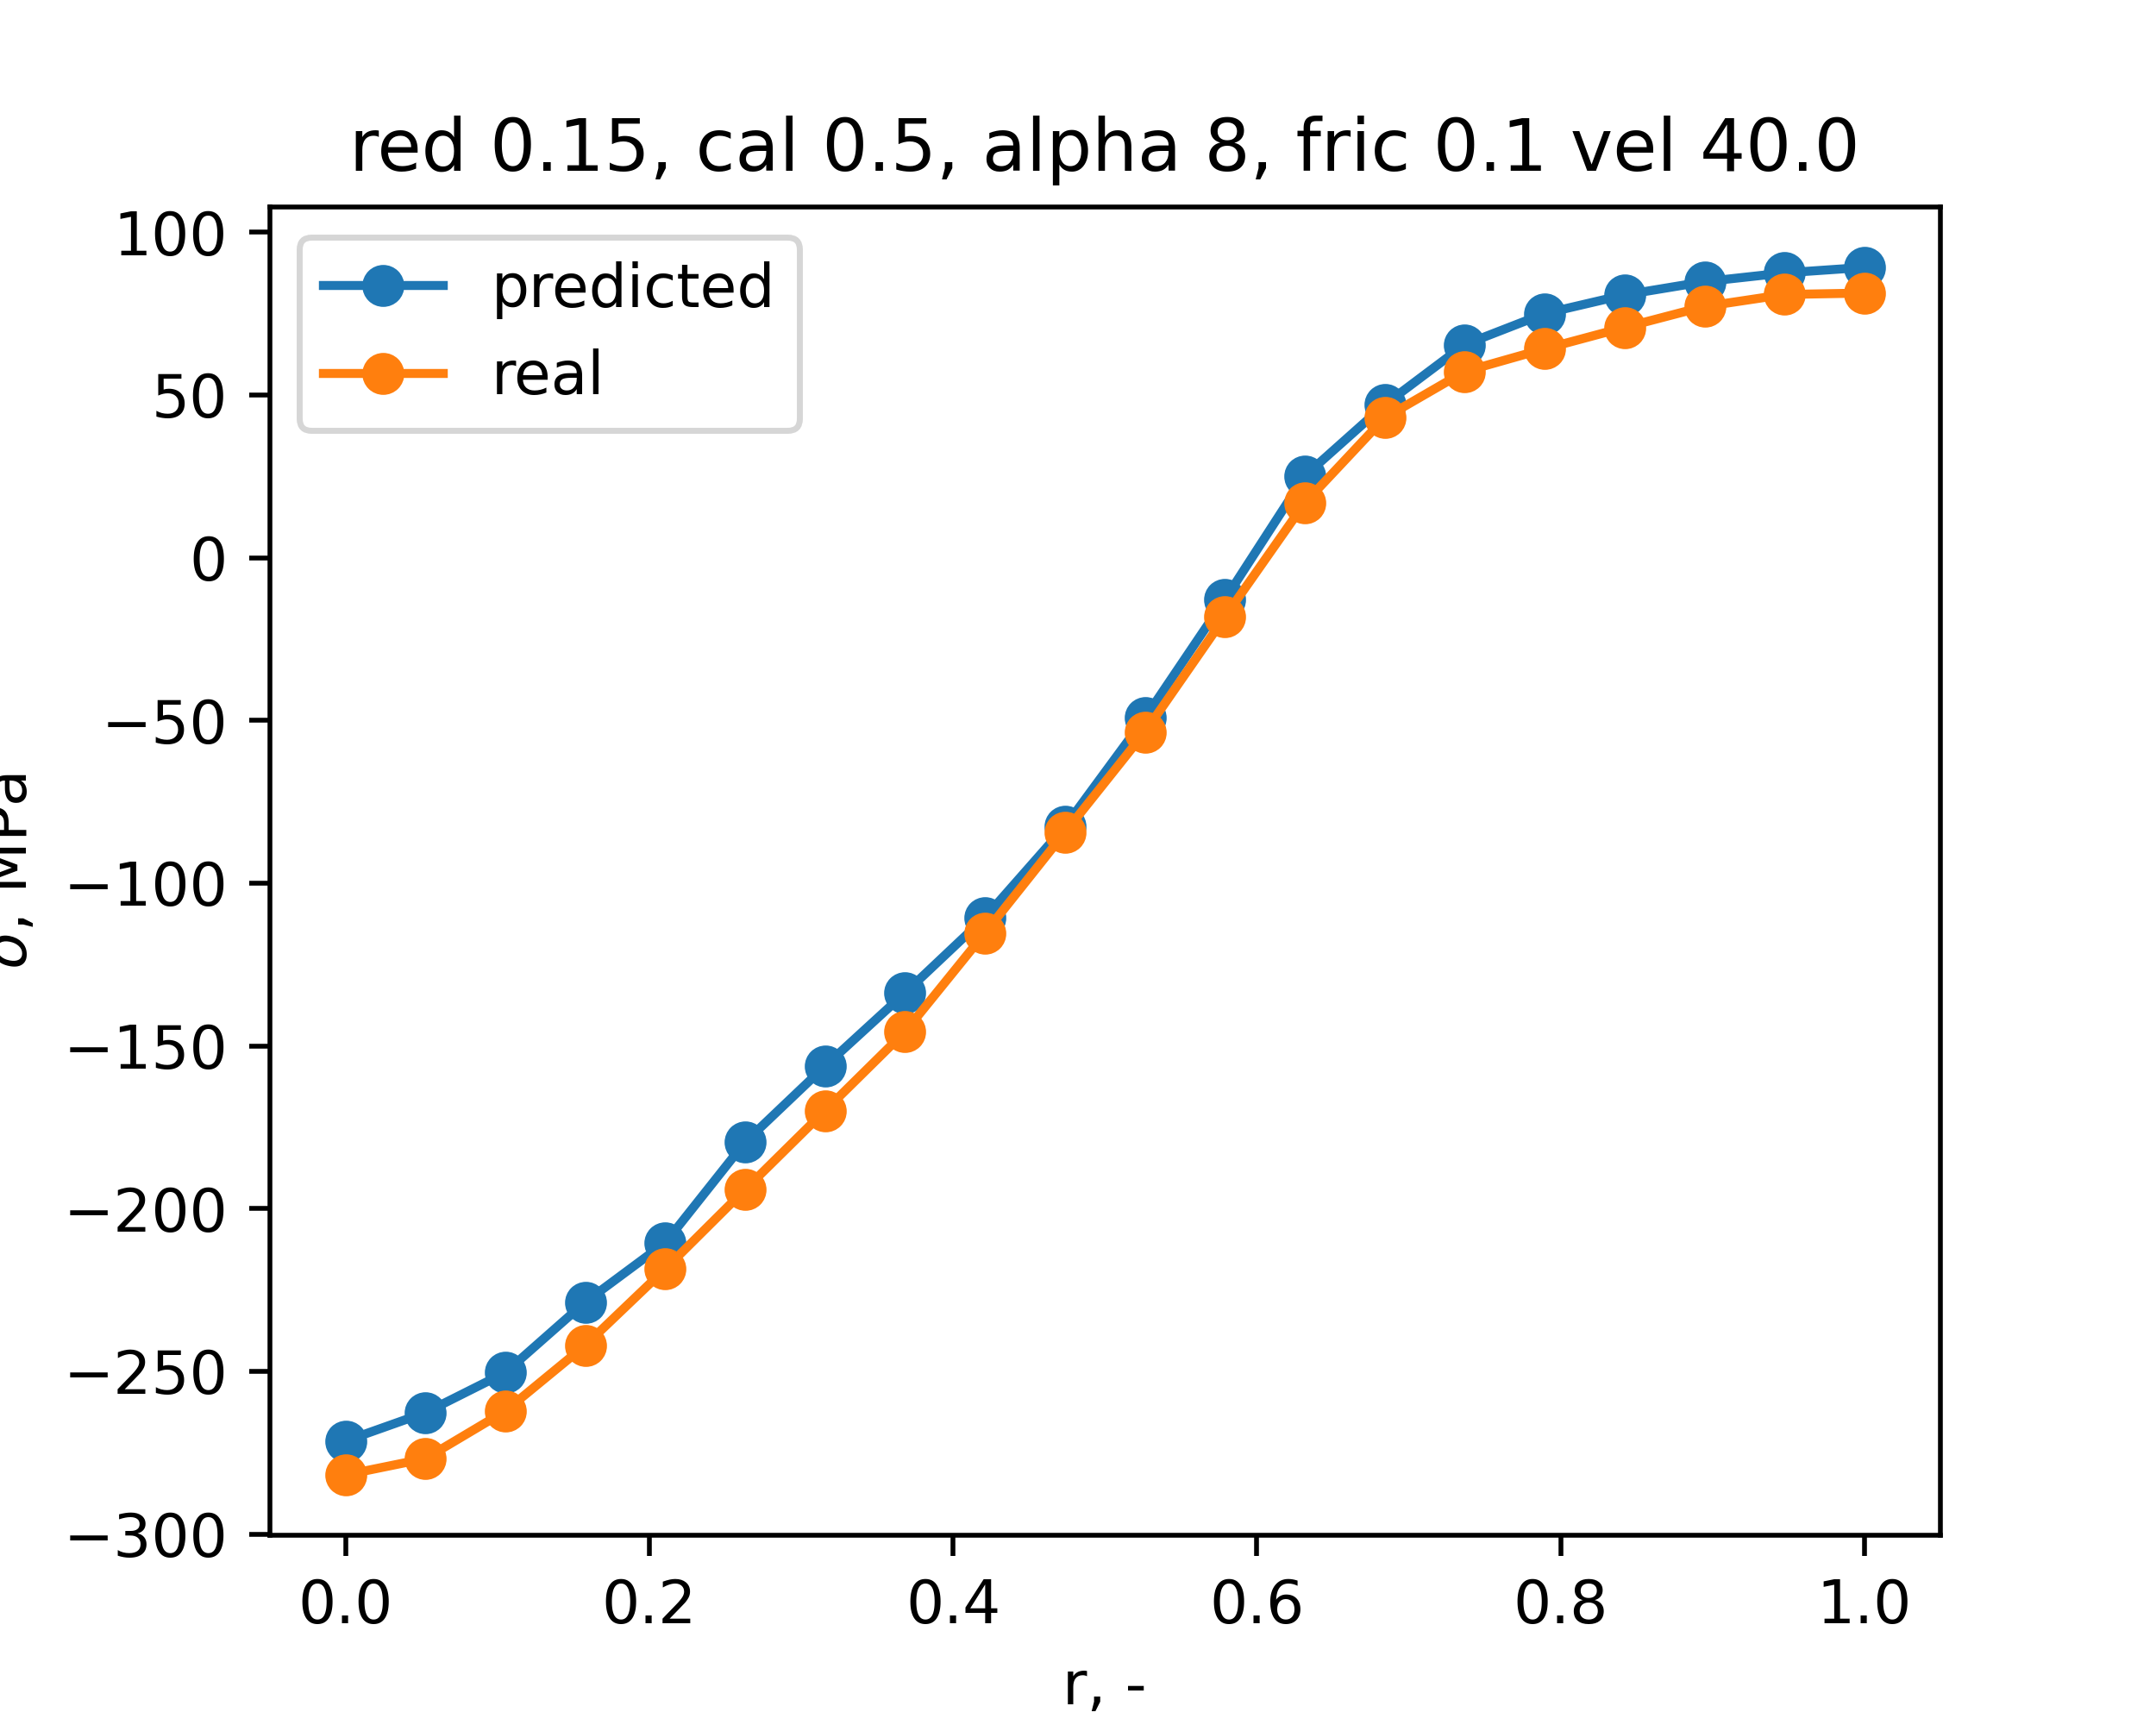 red 0.15, cal 0.5, alpha 8, fric 0.1 vel 40.0
predicted
real
100
50
0
−50
−100
−150
−200
−250
−300
, MPa
0.0 0.2 0.4 0.6 0.8 1.0
r, -